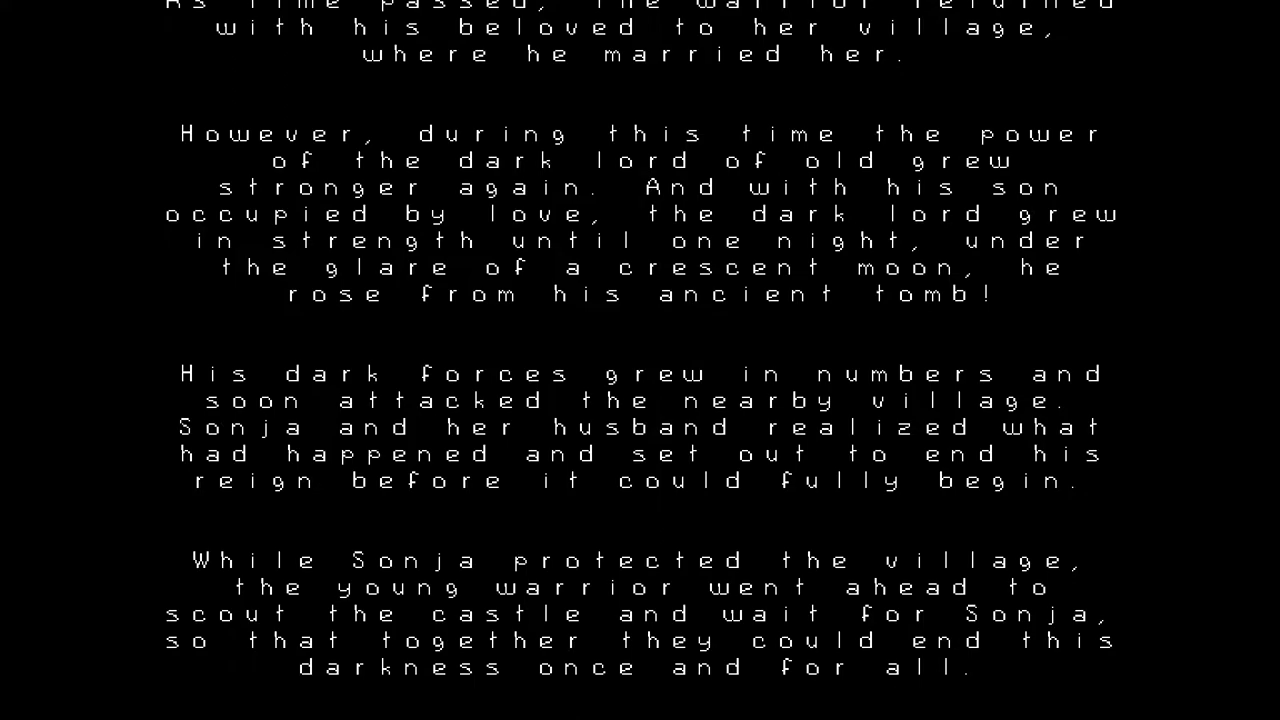 As time passed, the warrior returned
with his beloved to her village,
where he married her.
However, during this time the power
of the dark lord of old grew
stronger again. And with his son
occupied by love, the dark lord grew
in strength until one night, under
the glare of a crescent moon, he
rose from his ancient tomb!
His dark forces grew in numbers and
soon attacked the nearby village.
Sonja and her husband realized what
had happened and set out to end his
reign before it could fully begin.
While Sonja protected the village,
the young warrior went ahead to
scout the castle and wait for Sonja,
so that together they could end this
darkness once and for all.